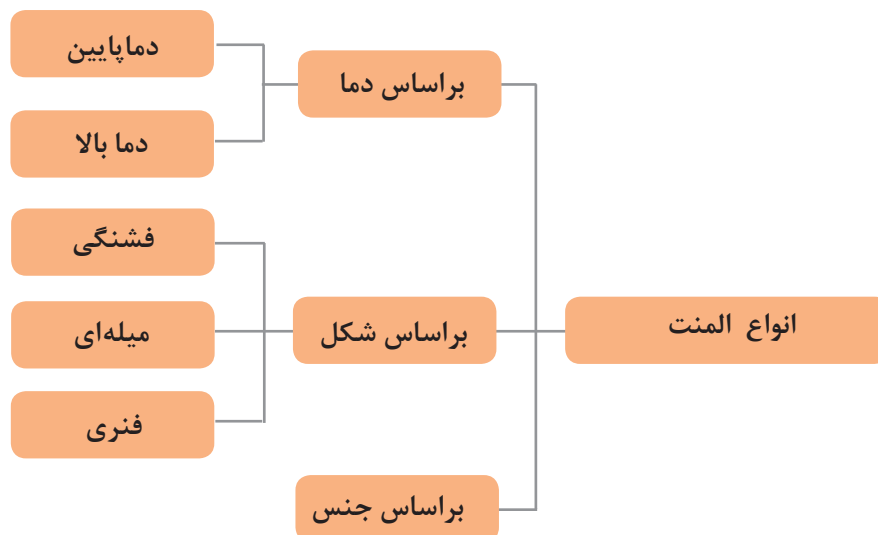 انواع المنت
براساس دما
دماپایین
دما بالا
براساس شکل
فشنگی
میله‌ای
فنری
براساس جنس